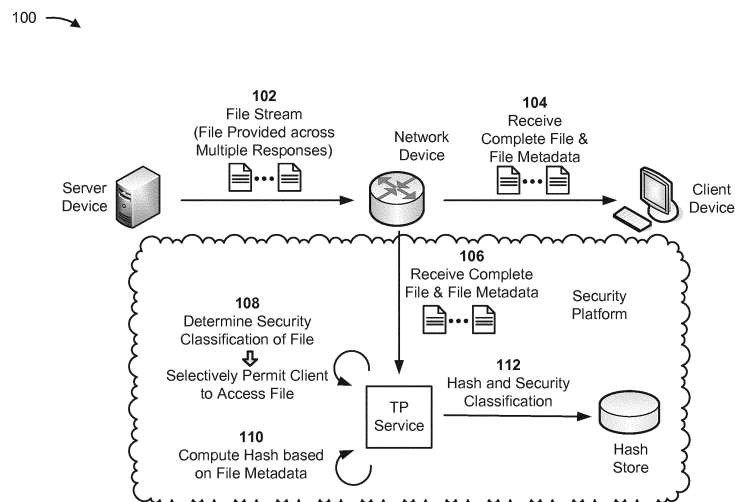 100
102
File Stream
(File Provided across
Multiple Responses)
Network
Device
104
Receive
Complete File &
File Metadata
Server
Device
Client
Device
106
Receive Complete
File & File Metadata
Security
Platform
108
Determine Security
Classification of File
Selectively Permit Client
to Access File
112
Hash and Security
Classification
TP
Service
110
Compute Hash based
on File Metadata
Hash
Store